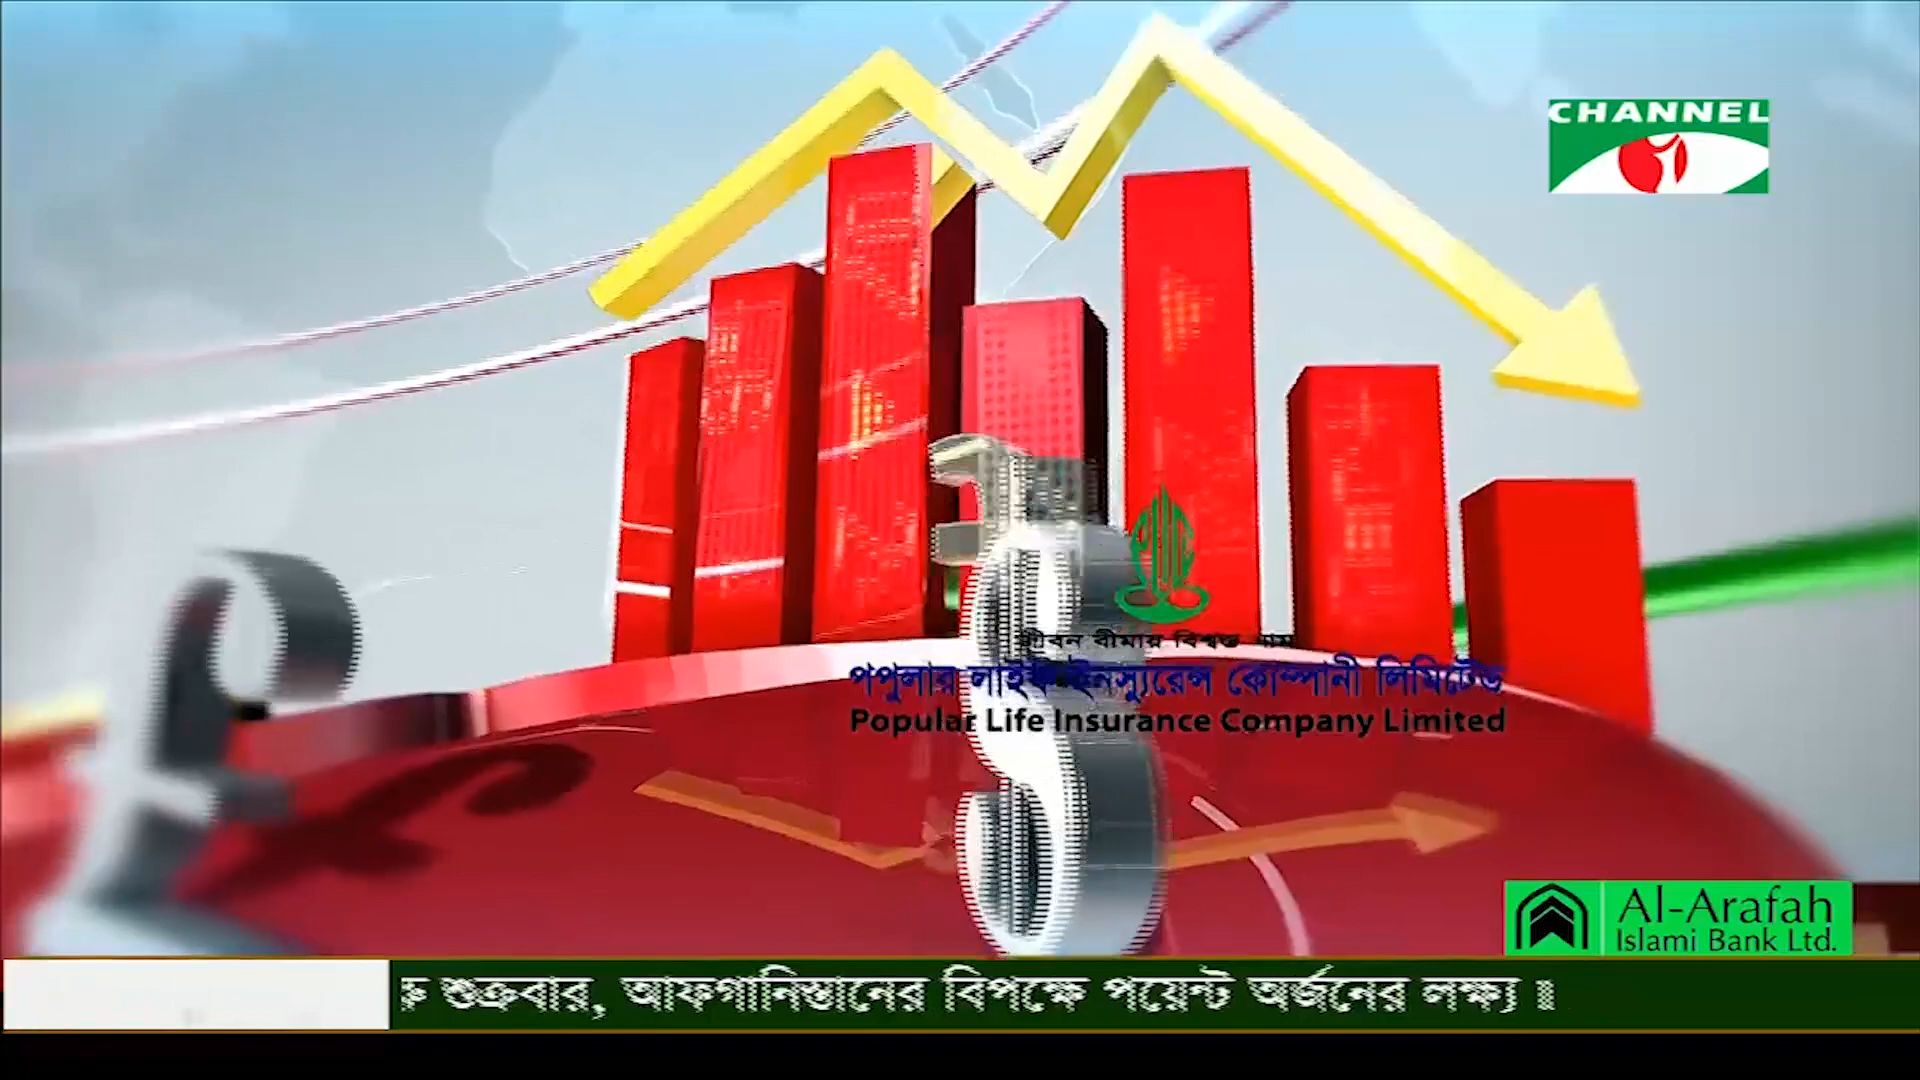 CHANNEL
জীবন বীমায় বিশ্বস্ত নাম
পপুলার লাইফ ইনস্যুরেন্স কোম্পানী লিমিটেড
Popular Life Insurance Company Limited
Al-Arafah
Islami Bank Ltd.
শুক্রবার, আফগানিস্তানের বিপক্ষে পয়েন্ট অর্জনের লক্ষ্য ॥